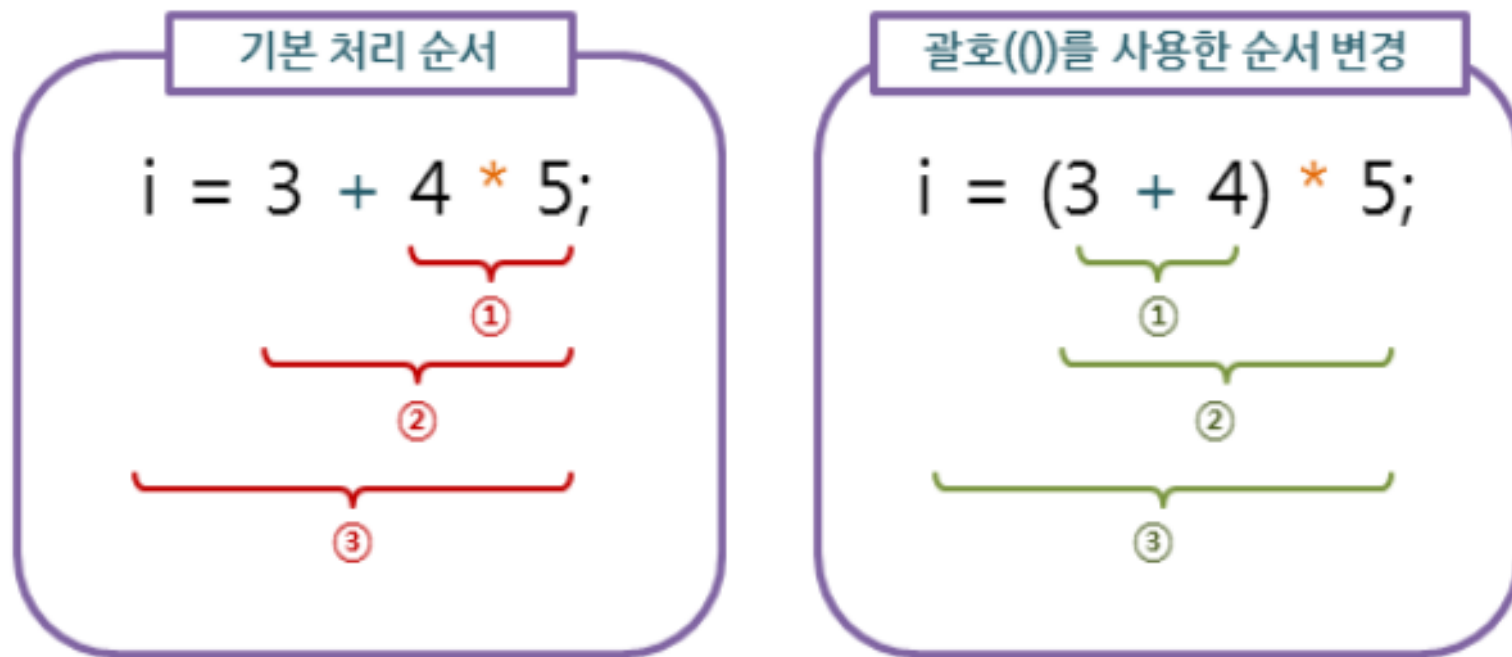 기본 처리 순서
i = 3 + 4 * 5;
①
②
③
괄호(())를 사용한 순서 변경
i = (3 + 4) * 5;
①
②
③